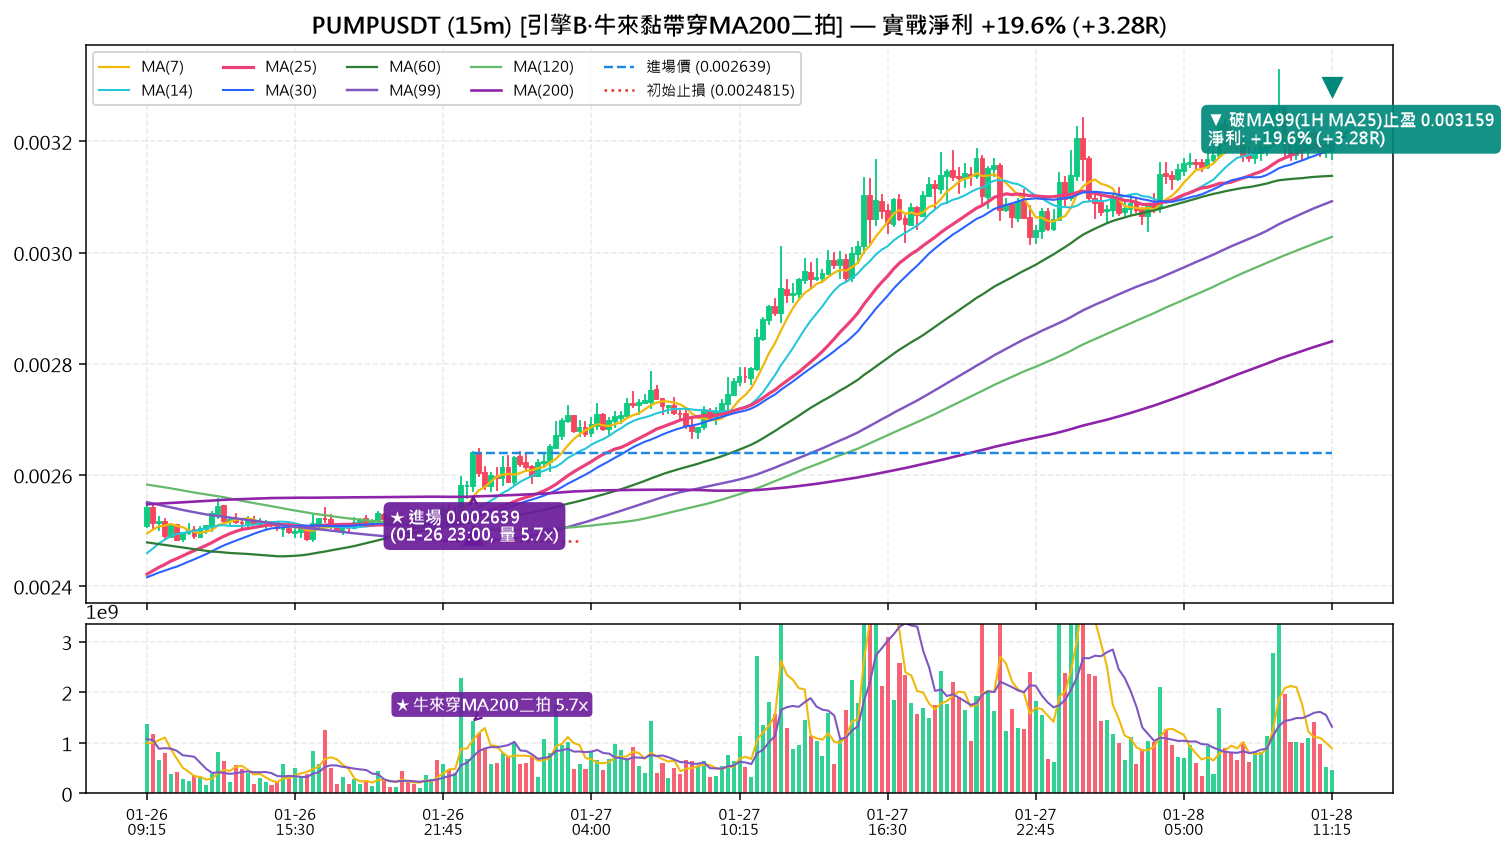 PUMPUSDT (15m) [引擎B·牛來黏帶穿MA200二拍] — 實戰淨利 +19.6% (+3.28R)
MA(7) MA(25) MA(60) MA(120) 進場價 (0.002639)
MA(14) MA(30) MA(99) MA(200) 初始止損 (0.0024815)
▼ 破MA99(1H MA25)止盈 0.003159
淨利: +19.6% (+3.28R)
0.0032
0.0030
0.0028
0.0026
0.0024
★ 進場 0.002639
(01-26 23:00, 量 5.7x)
1e9
3
2
1
0
★ 牛來穿MA200二拍 5.7x
01-26 01-26 01-26 01-27 01-27 01-27 01-27 01-28 01-28
09:15 15:30 21:45 04:00 10:15 16:30 22:45 05:00 11:15